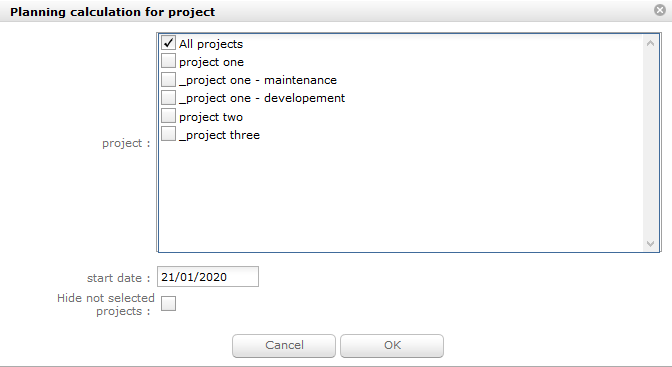 Planning calculation for project
All projects
project one
_project one - maintenance
_project one - developement
project two
_project three
project :
start date : 21/01/2020
Hide not selected
projects :
Cancel OK